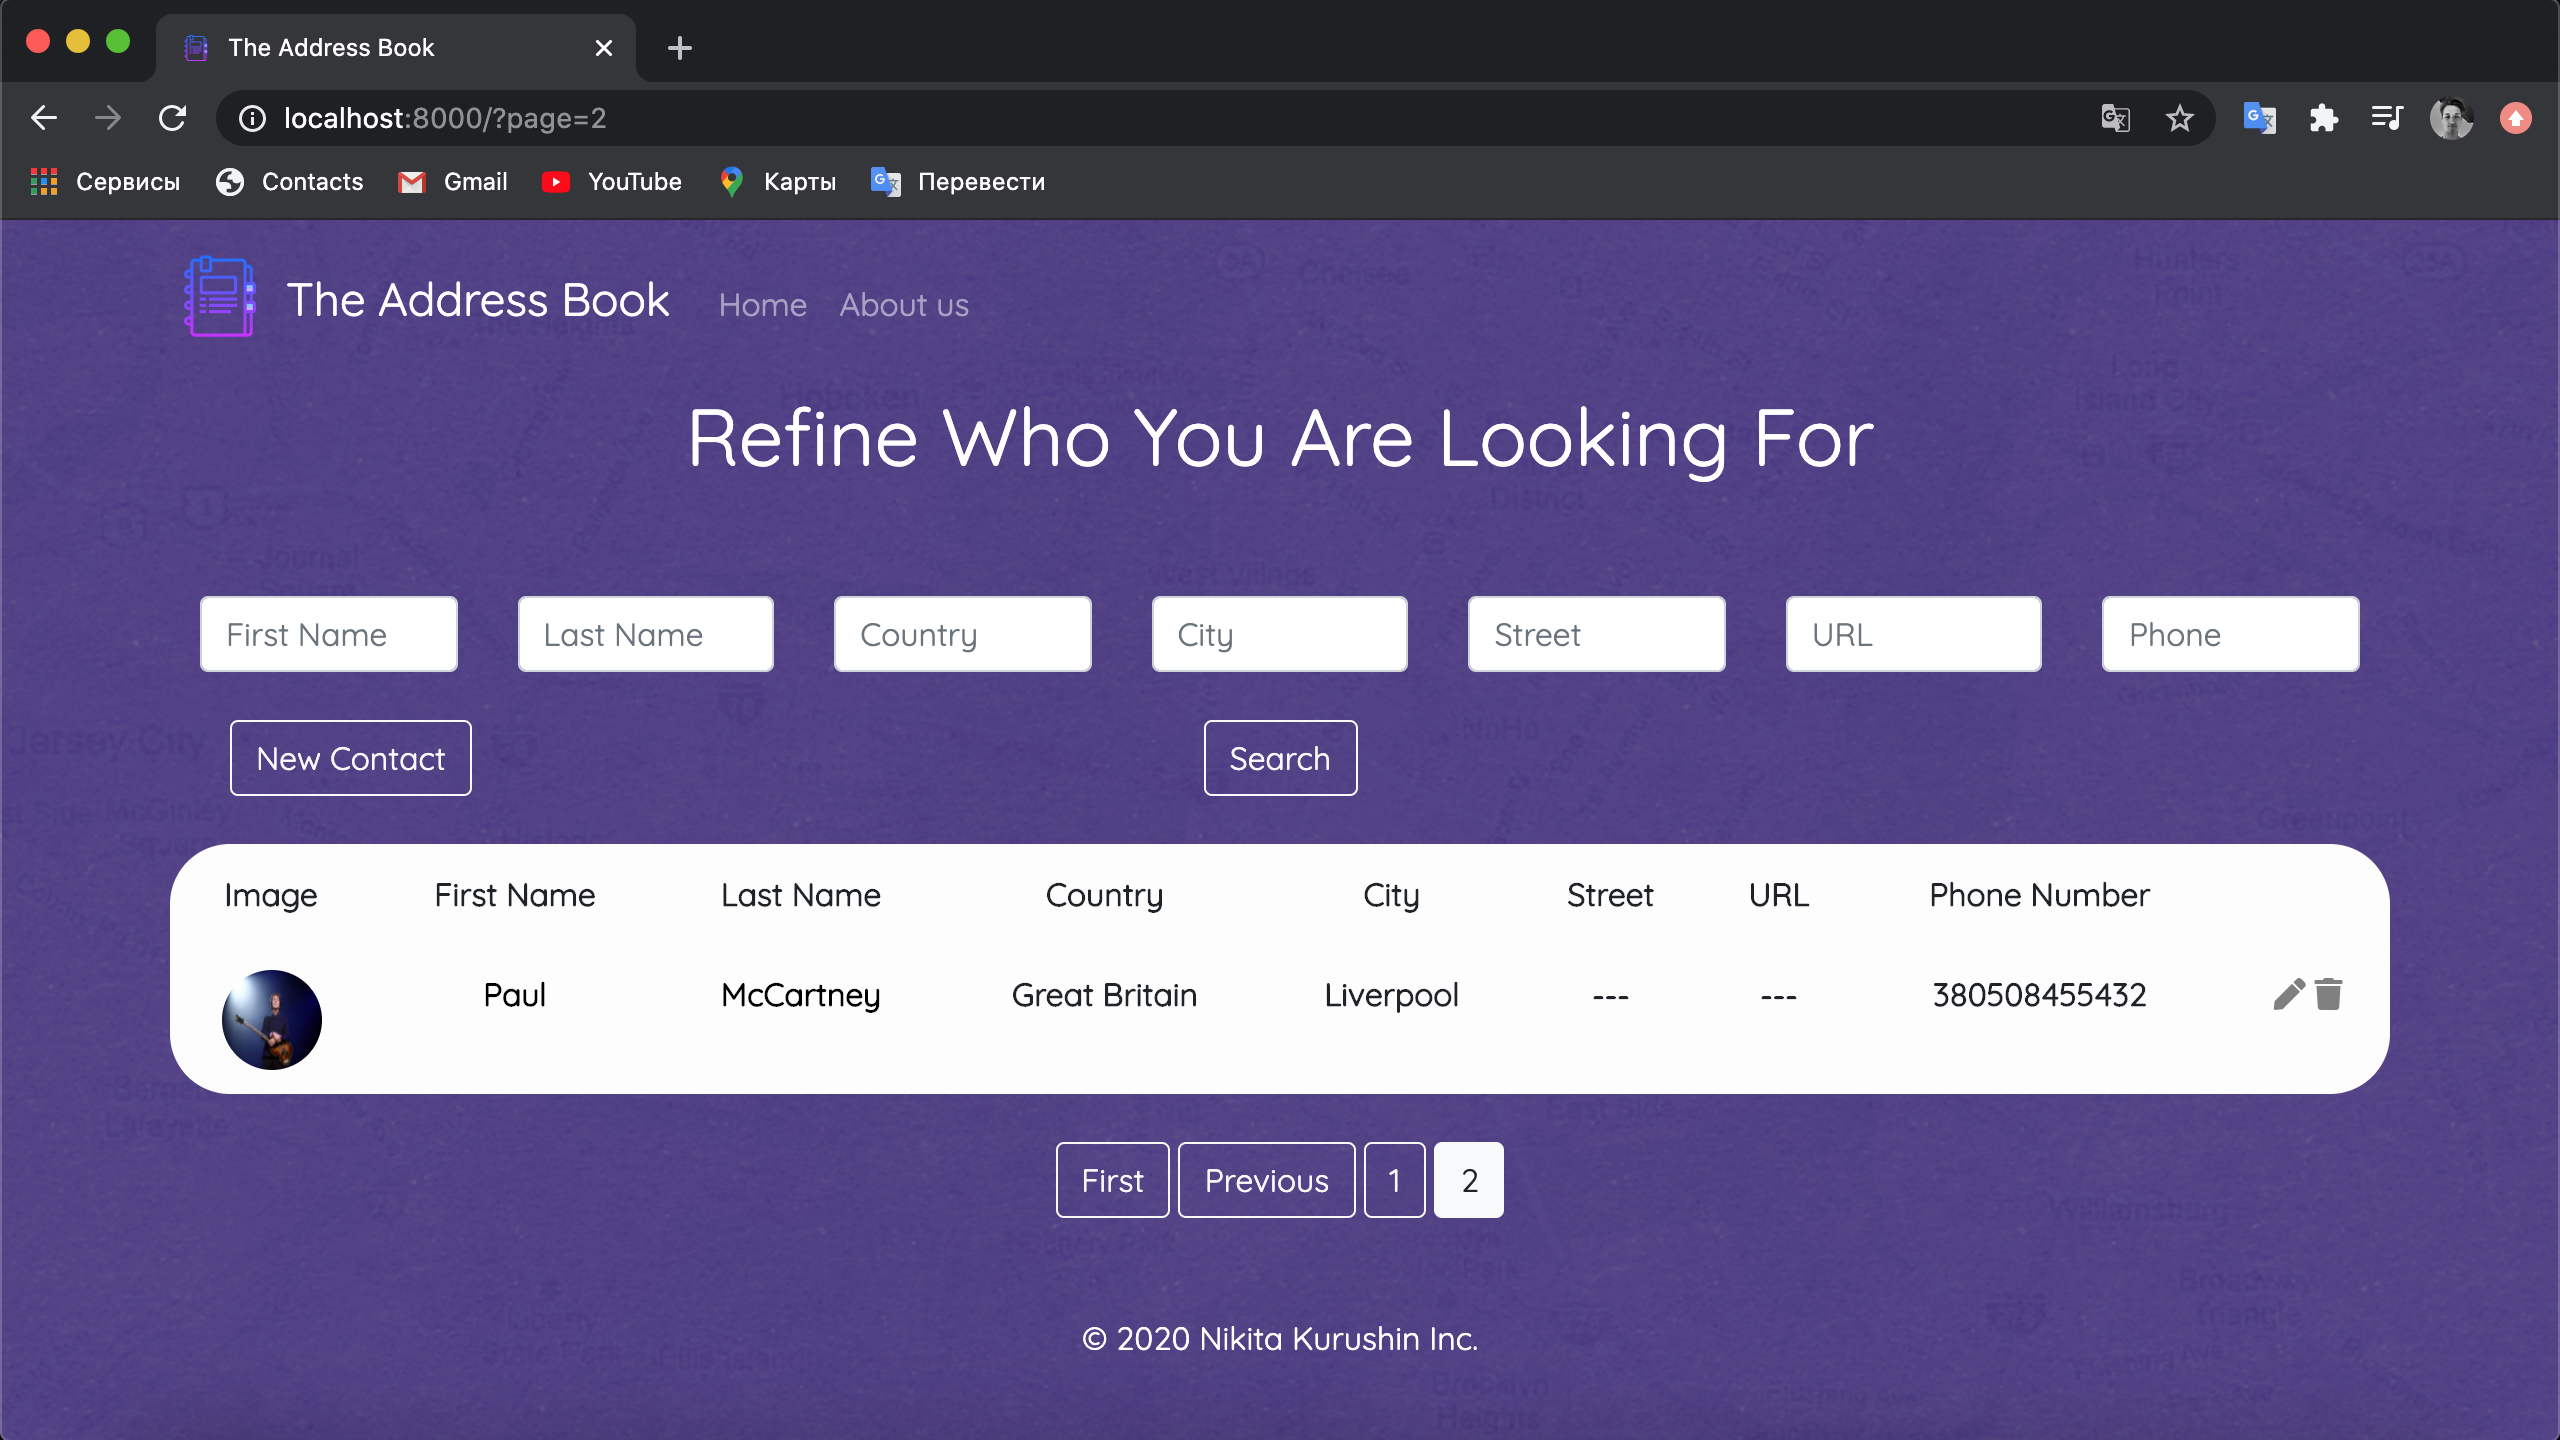 The Address Book
localhost:8000/?page=2
Сервисы Contacts Gmail YouTube Карты Перевести
The Address Book Home About us
Refine Who You Are Looking For
First Name Last Name Country City Street URL Phone
New Contact Search
Image First Name Last Name Country City Street URL Phone Number
Paul McCartney Great Britain Liverpool --- --- 380508455432
First Previous 1 2
© 2020 Nikita Kurushin Inc.